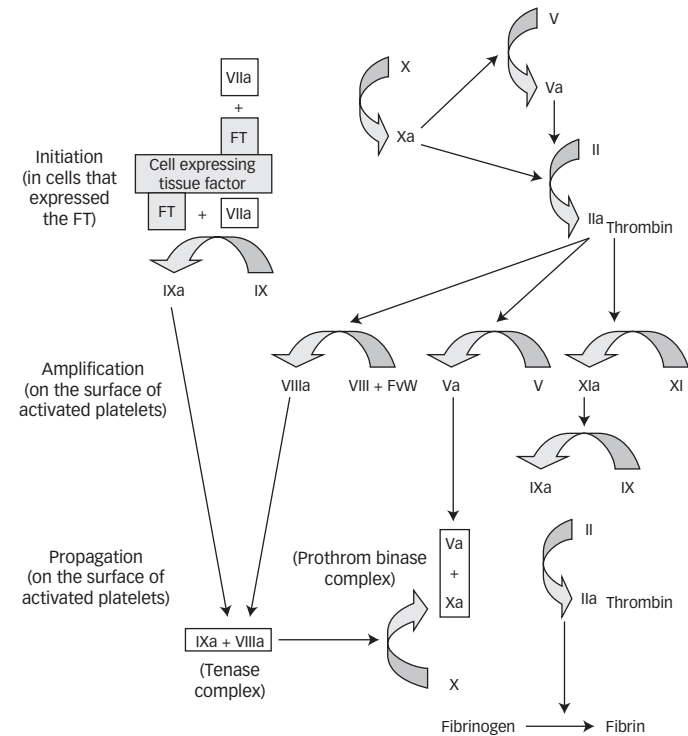 VIIa
+
FT
Cell expressing
tissue factor
FT + VIIa
Initiation
(in cells that
expressed
the FT)
IXa IX
X
Xa
V
Va
II
IIa Thrombin
Amplification
(on the surface of
activated platelets)
VIIIa VIII + FvW
Va V
XIa XI
IXa IX
Propagation
(on the surface of
activated platelets)
(Prothrom binase
complex)
Va
+
Xa
II
IIa Thrombin
IXa + VIIIa
(Tenase
complex)
X
Fibrinogen Fibrin